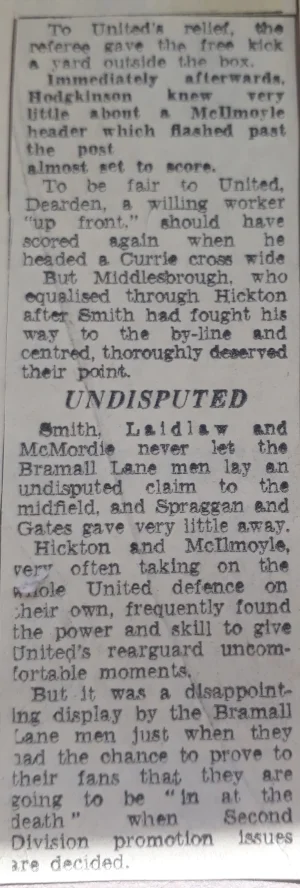 To United's relief, the
referee gave the free kick
a yard outside the box.
Immediately afterwards,
Hodgkinson knew very
little about a McIlmoyle
header which flashed past
the post
almost set to score.
To be fair to United,
Dearden, a willing worker
"up front," should have
scored again when he
headed a Currie cross wide
But Middlesbrough, who
equalised through Hickton
after Smith had fought his
way to the by-line and
centred, thoroughly deserved
their point.
UNDISPUTED
Smith, Laidlaw and
McMordie never let the
Bramall Lane men lay an
undisputed claim to the
midfield, and Spraggan and
Gates gave very little away.
Hickton and McIlmoyle,
very often taking on the
whole United defence on
their own, frequently found
the power and skill to give
United's rearguard uncom-
fortable moments.
But it was a disappoint-
ing display by the Bramall
Lane men just when they
had the chance to prove to
their fans that they are
going to be "in at the
death" when Second
Division promotion issues
are decided.